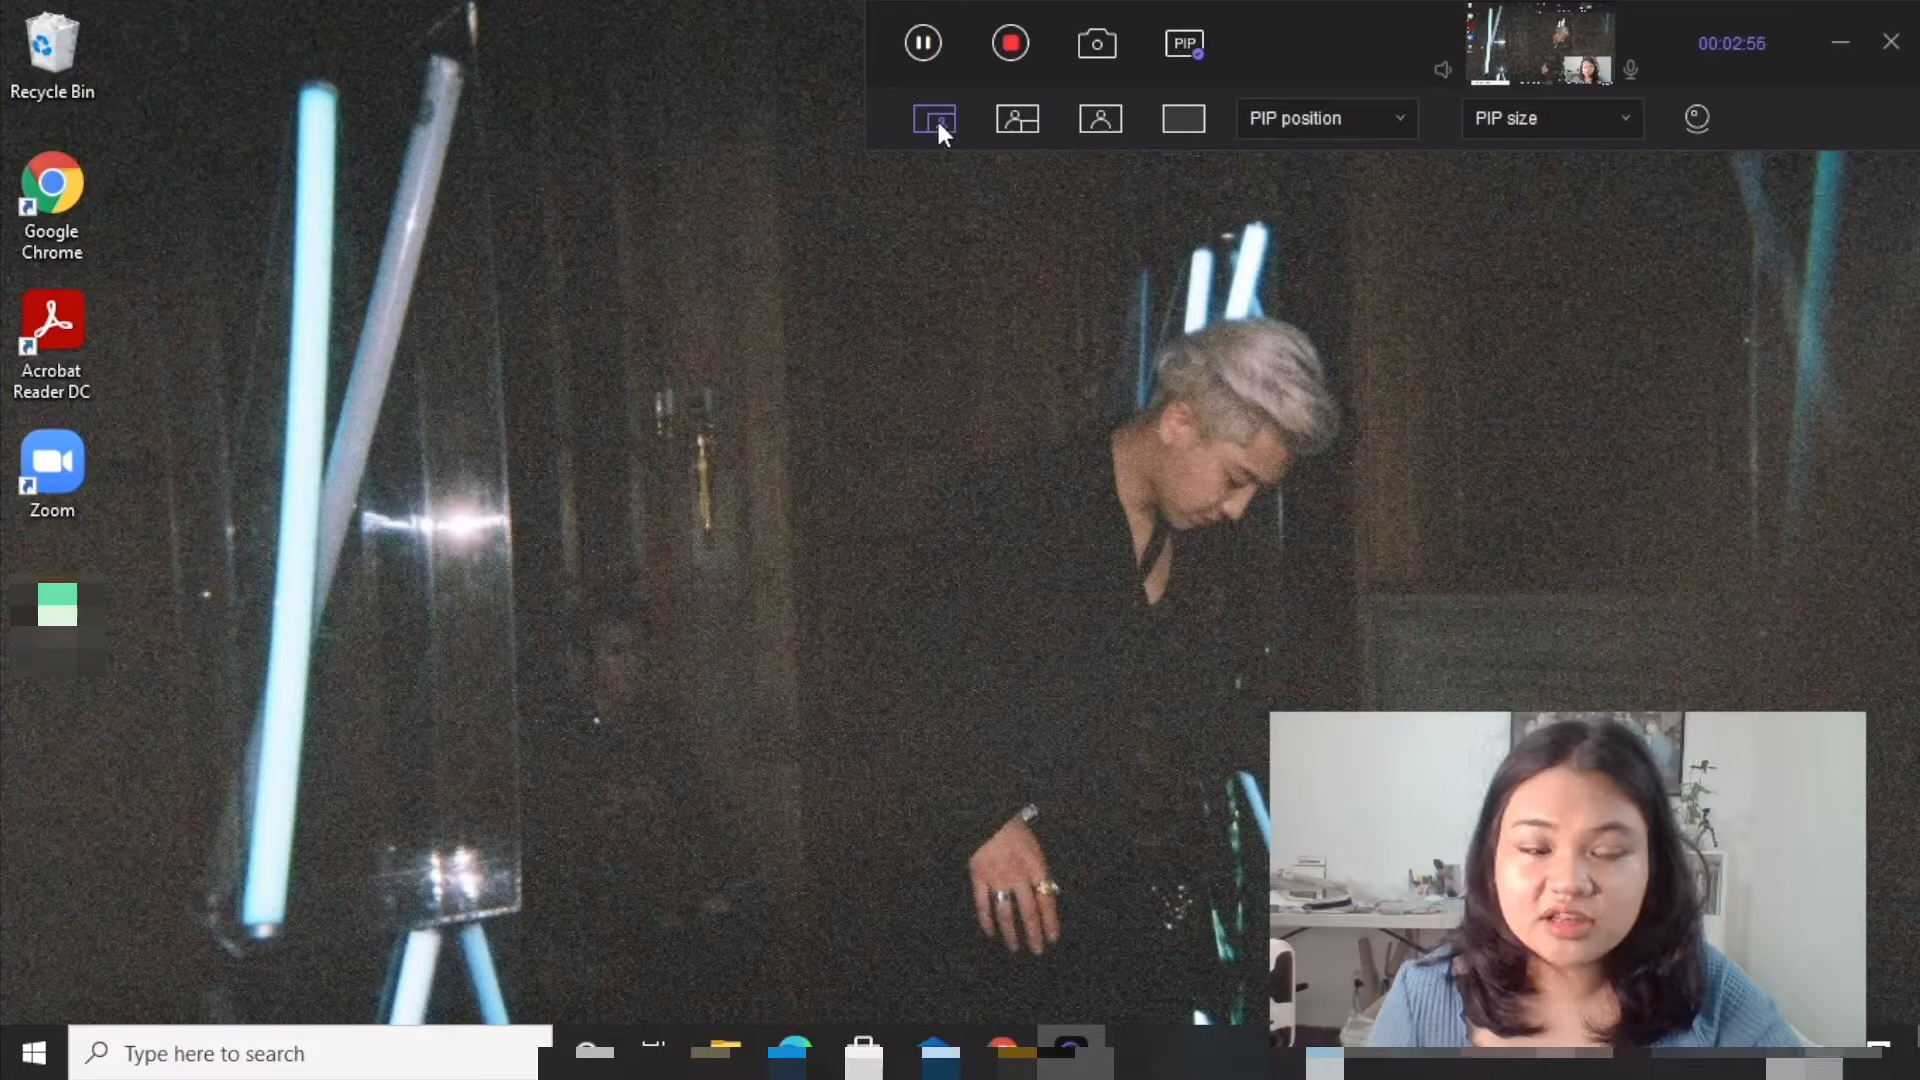 Recycle Bin
Google
Chrome
Acrobat
Reader DC
Zoom
PIP
00:02:56
PIP position
PIP size
Type here to search